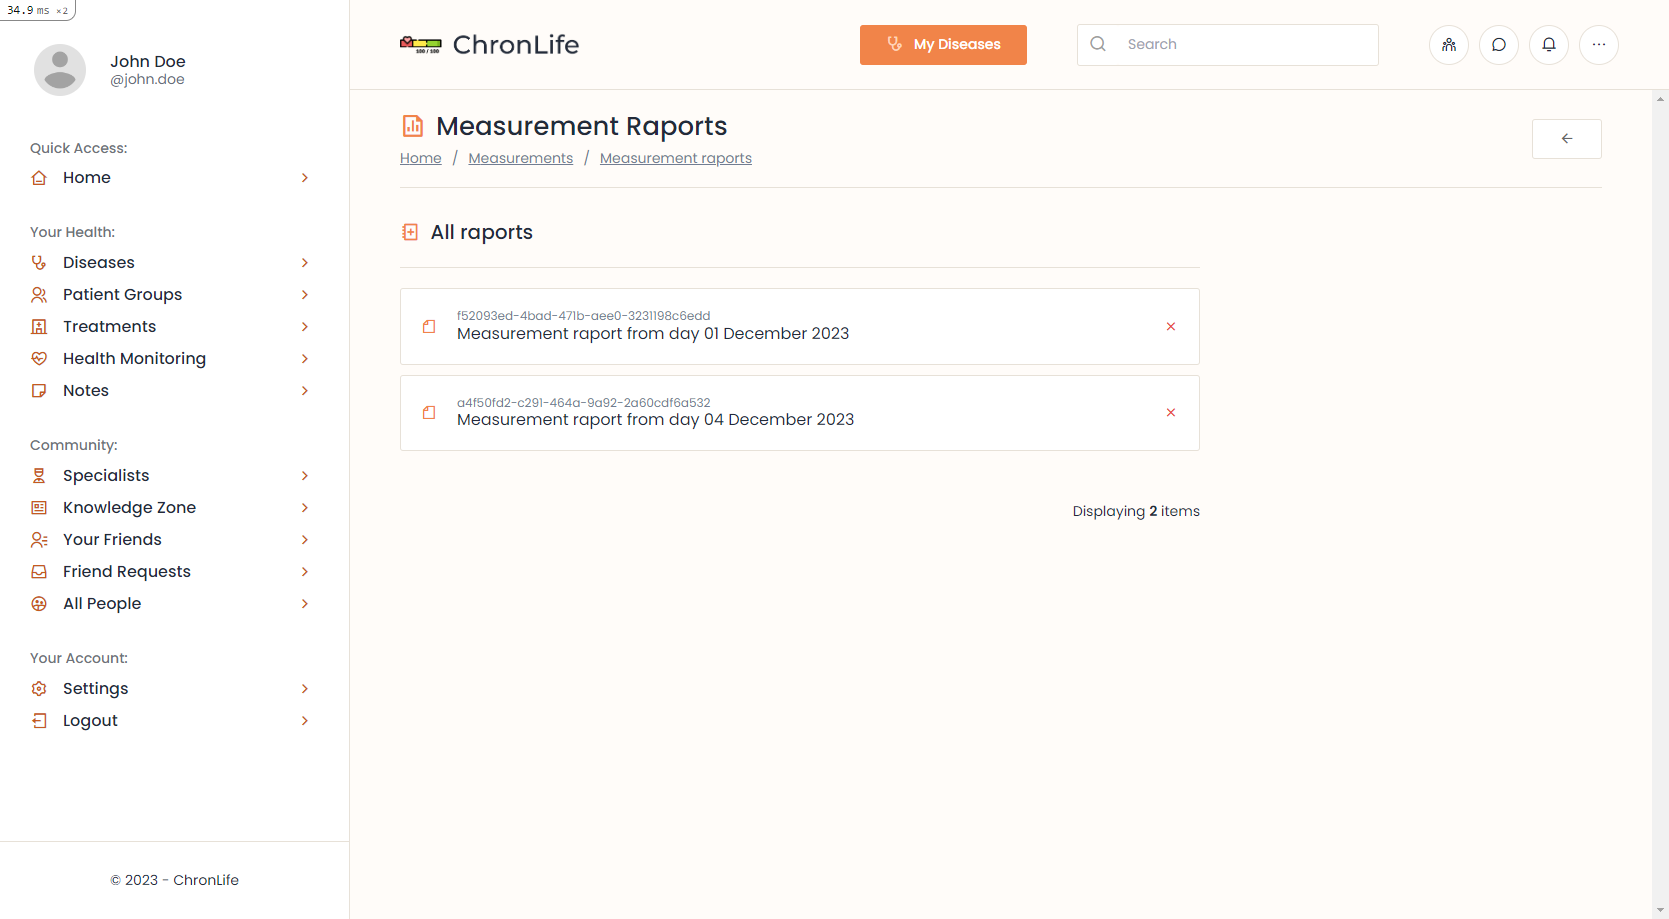 34.9 ms ×2
John Doe
@john.doe
Quick Access:
Home
Your Health:
Diseases
Patient Groups
Treatments
Health Monitoring
Notes
Community:
Specialists
Knowledge Zone
Your Friends
Friend Requests
All People
Your Account:
Settings
Logout
© 2023 - ChronLife
100 / 100
ChronLife
My Diseases
Search
Measurement Raports
Home / Measurements / Measurement raports
All raports
f52093ed-4bad-471b-aee0-3231198c6edd
Measurement raport from day 01 December 2023
a4f50fd2-c291-464a-9a92-2a60cdf6a532
Measurement raport from day 04 December 2023
Displaying 2 items